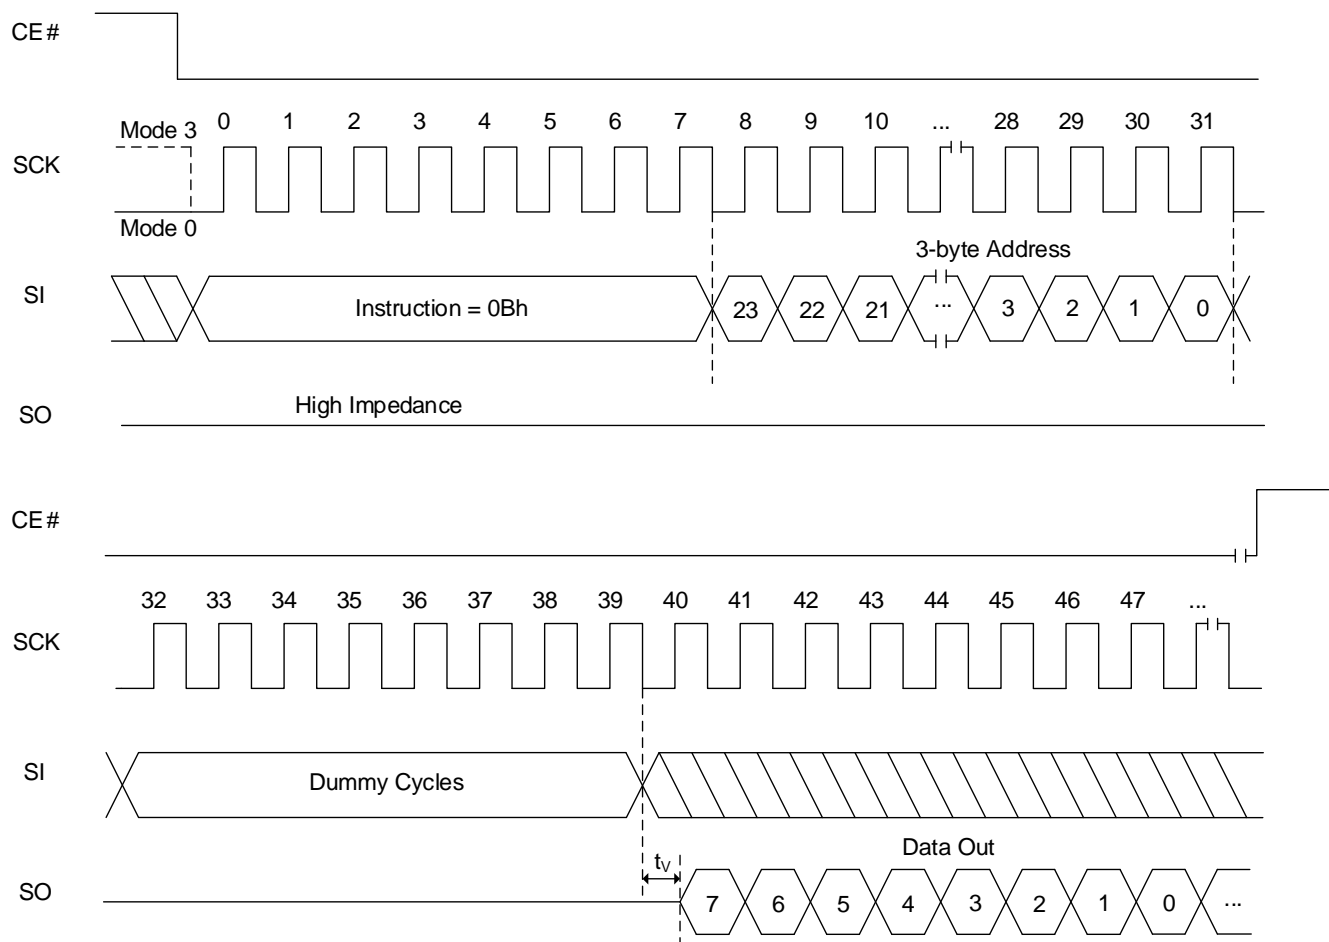 CE#
Mode 3
0 1 2 3 4 5 6 7 8 9 10 ... 28 29 30 31
SCK
Mode 0
3-byte Address
SI
Instruction = 0Bh
23 22 21 ... 3 2 1 0
High Impedance
SO
CE#
32 33 34 35 36 37 38 39 40 41 42 43 44 45 46 47 ...
SCK
SI
Dummy Cycles
Data Out
tV
SO
7 6 5 4 3 2 1 0 ...